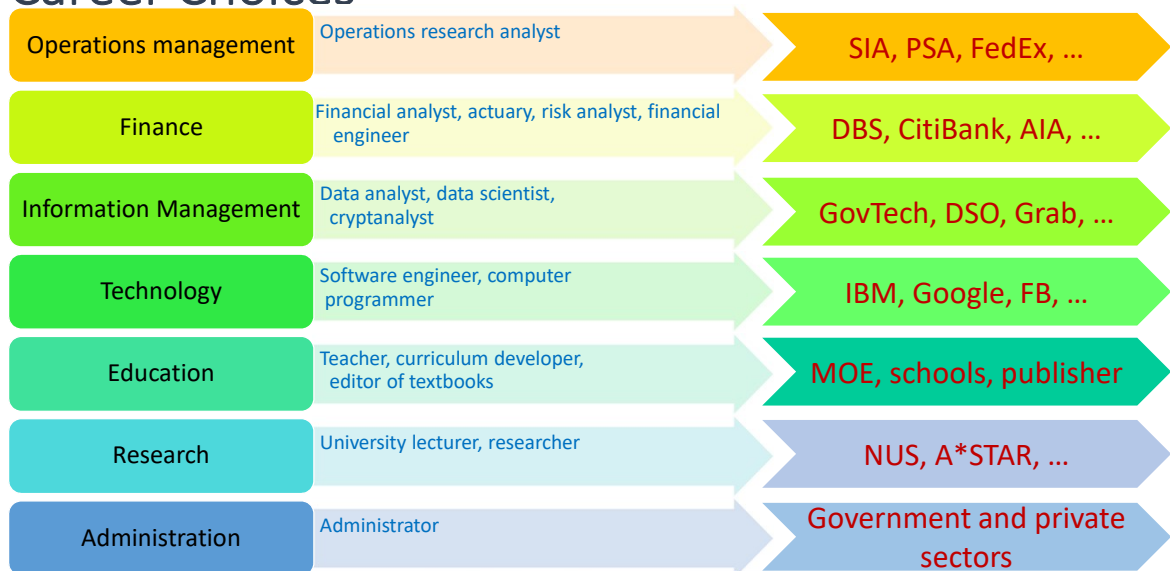 Career Choices
Operations management
Operations research analyst
SIA, PSA, FedEx, ...
Finance
Financial analyst, actuary, risk analyst, financial
engineer
DBS, CitiBank, AIA, ...
Information Management
Data analyst, data scientist,
cryptanalyst
GovTech, DSO, Grab, ...
Technology
Software engineer, computer
programmer
IBM, Google, FB, ...
Education
Teacher, curriculum developer,
editor of textbooks
MOE, schools, publisher
Research
University lecturer, researcher
NUS, A*STAR, ...
Administration
Administrator
Government and private
sectors